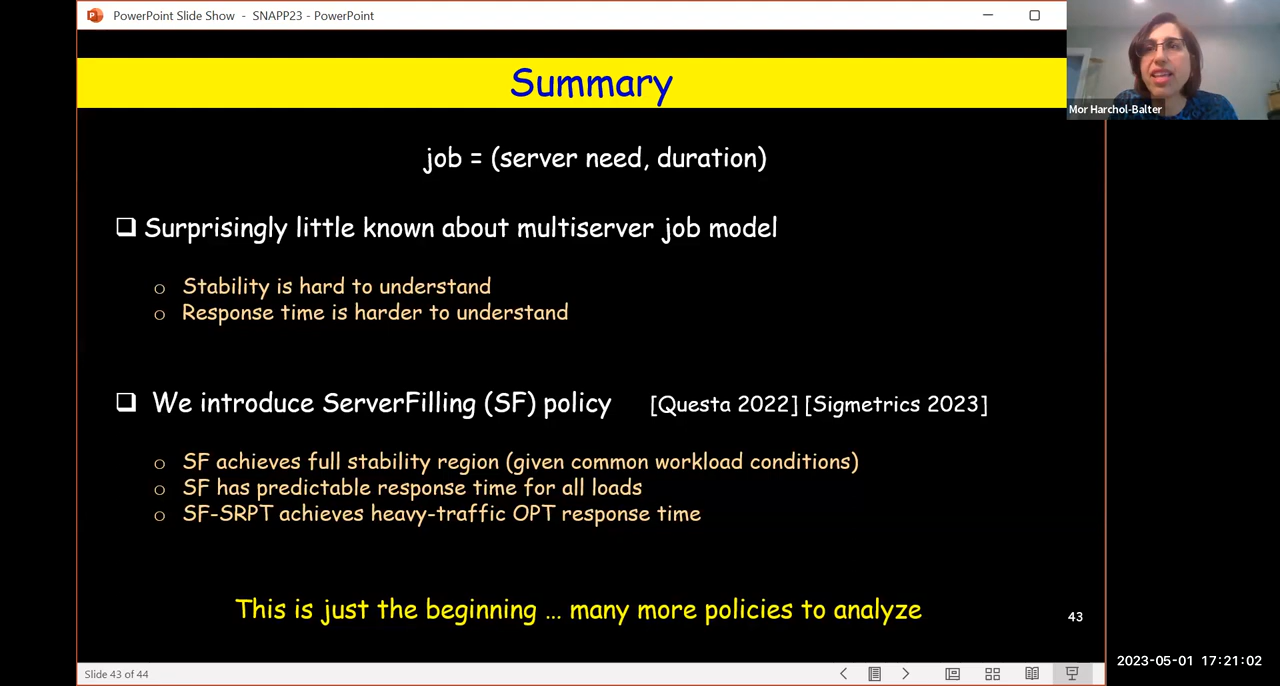 PowerPoint Slide Show - SNAPP23 - PowerPoint
Mor Harchol-Balter
Summary
job = (server need, duration)
Surprisingly little known about multiserver job model
Stability is hard to understand
Response time is harder to understand
We introduce ServerFilling (SF) policy [Questa 2022] [Sigmetrics 2023]
SF achieves full stability region (given common workload conditions)
SF has predictable response time for all loads
SF-SRPT achieves heavy-traffic OPT response time
This is just the beginning … many more policies to analyze
43
Slide 43 of 44
2023-05-01 17:21:02